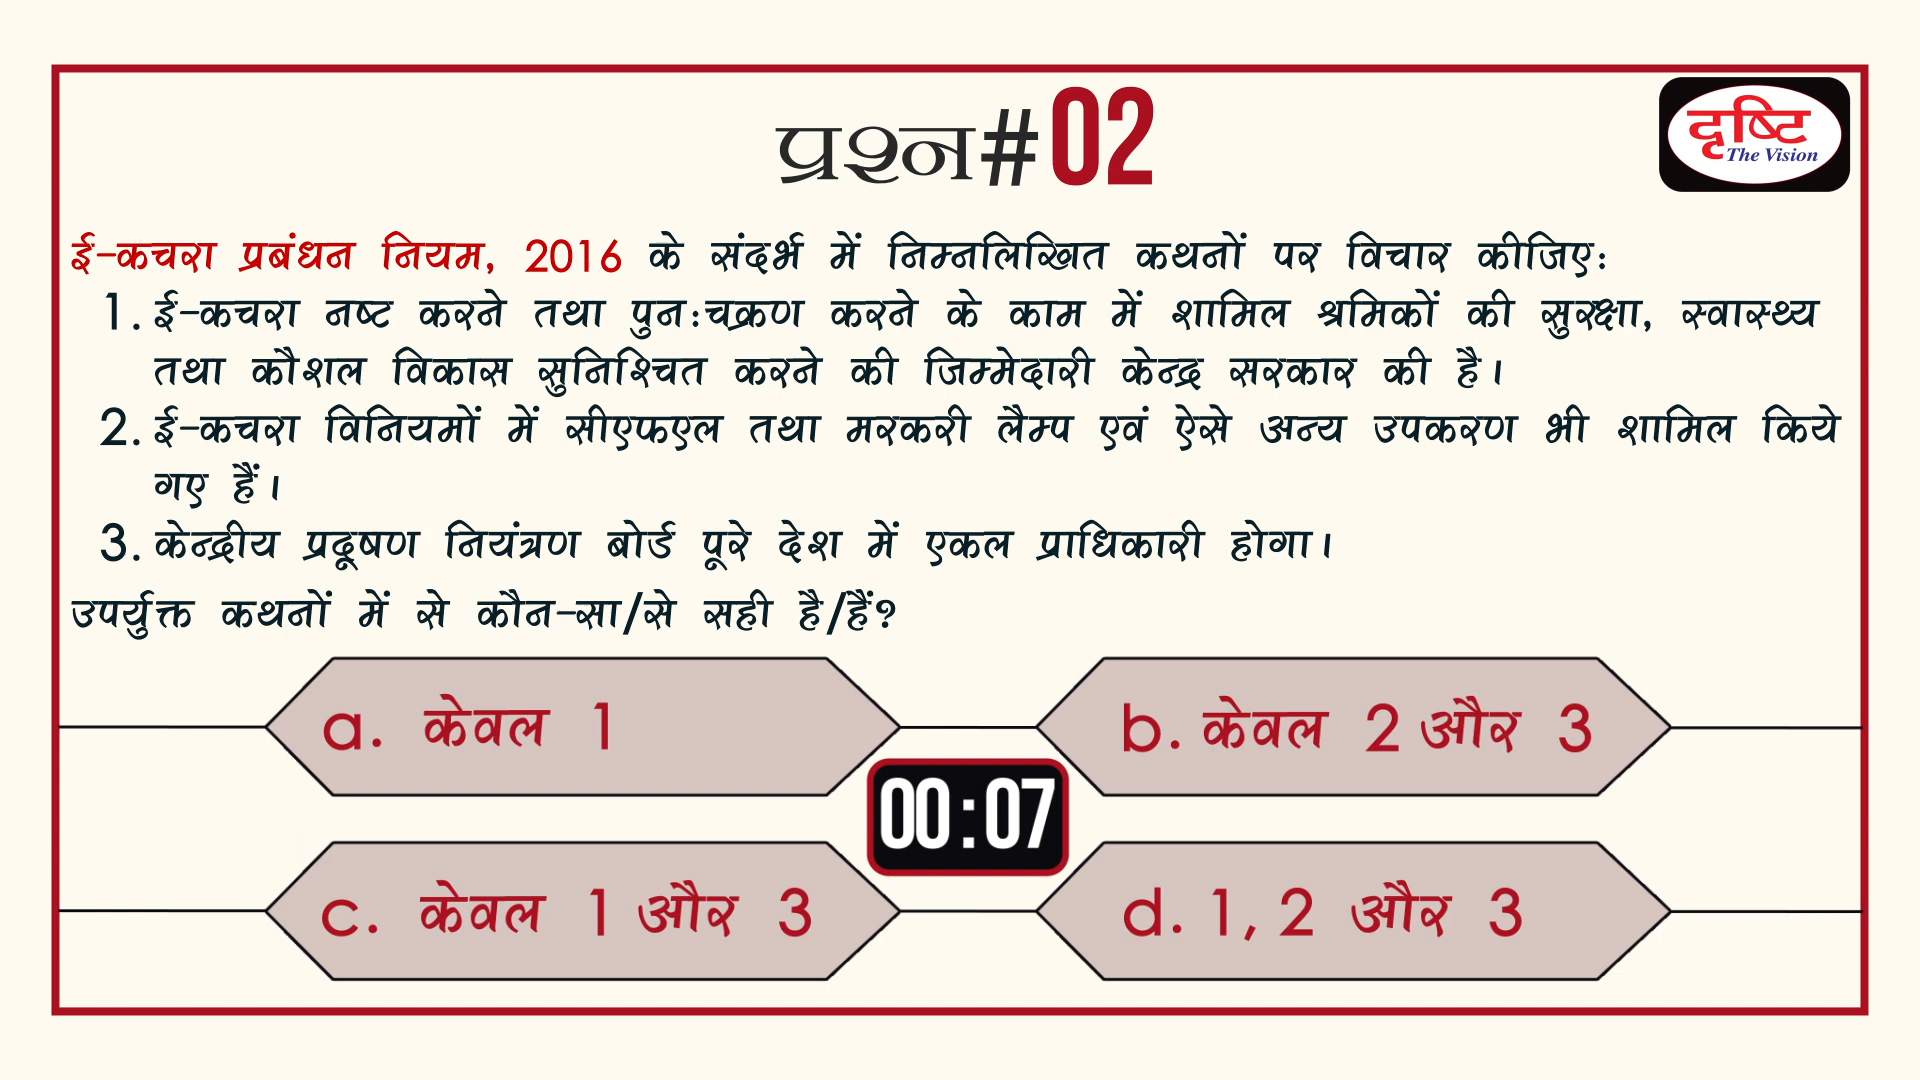 प्रश्न#02
दृष्टि
The Vision
ई-कचरा प्रबंधन नियम, 2016 के संदर्भ में निम्नलिखित कथनों पर विचार कीजिए:
1. ई-कचरा नष्ट करने तथा पुन:चक्रण करने के काम में शामिल श्रमिकों की सुरक्षा, स्वास्थ्य
तथा कौशल विकास सुनिश्चित करने की जिम्मेदारी केन्द्र सरकार की है।
2. ई-कचरा विनियमों में सीएफएल तथा मरकरी लैम्प एवं ऐसे अन्य उपकरण भी शामिल किये
गए हैं।
3. केन्द्रीय प्रदूषण नियंत्रण बोर्ड पूरे देश में एकल प्राधिकारी होगा।
उपर्युक्त कथनों में से कौन-सा/से सही है/हैं?
a. केवल 1
b. केवल 2 और 3
00:07
c. केवल 1 और 3
d. 1, 2 और 3